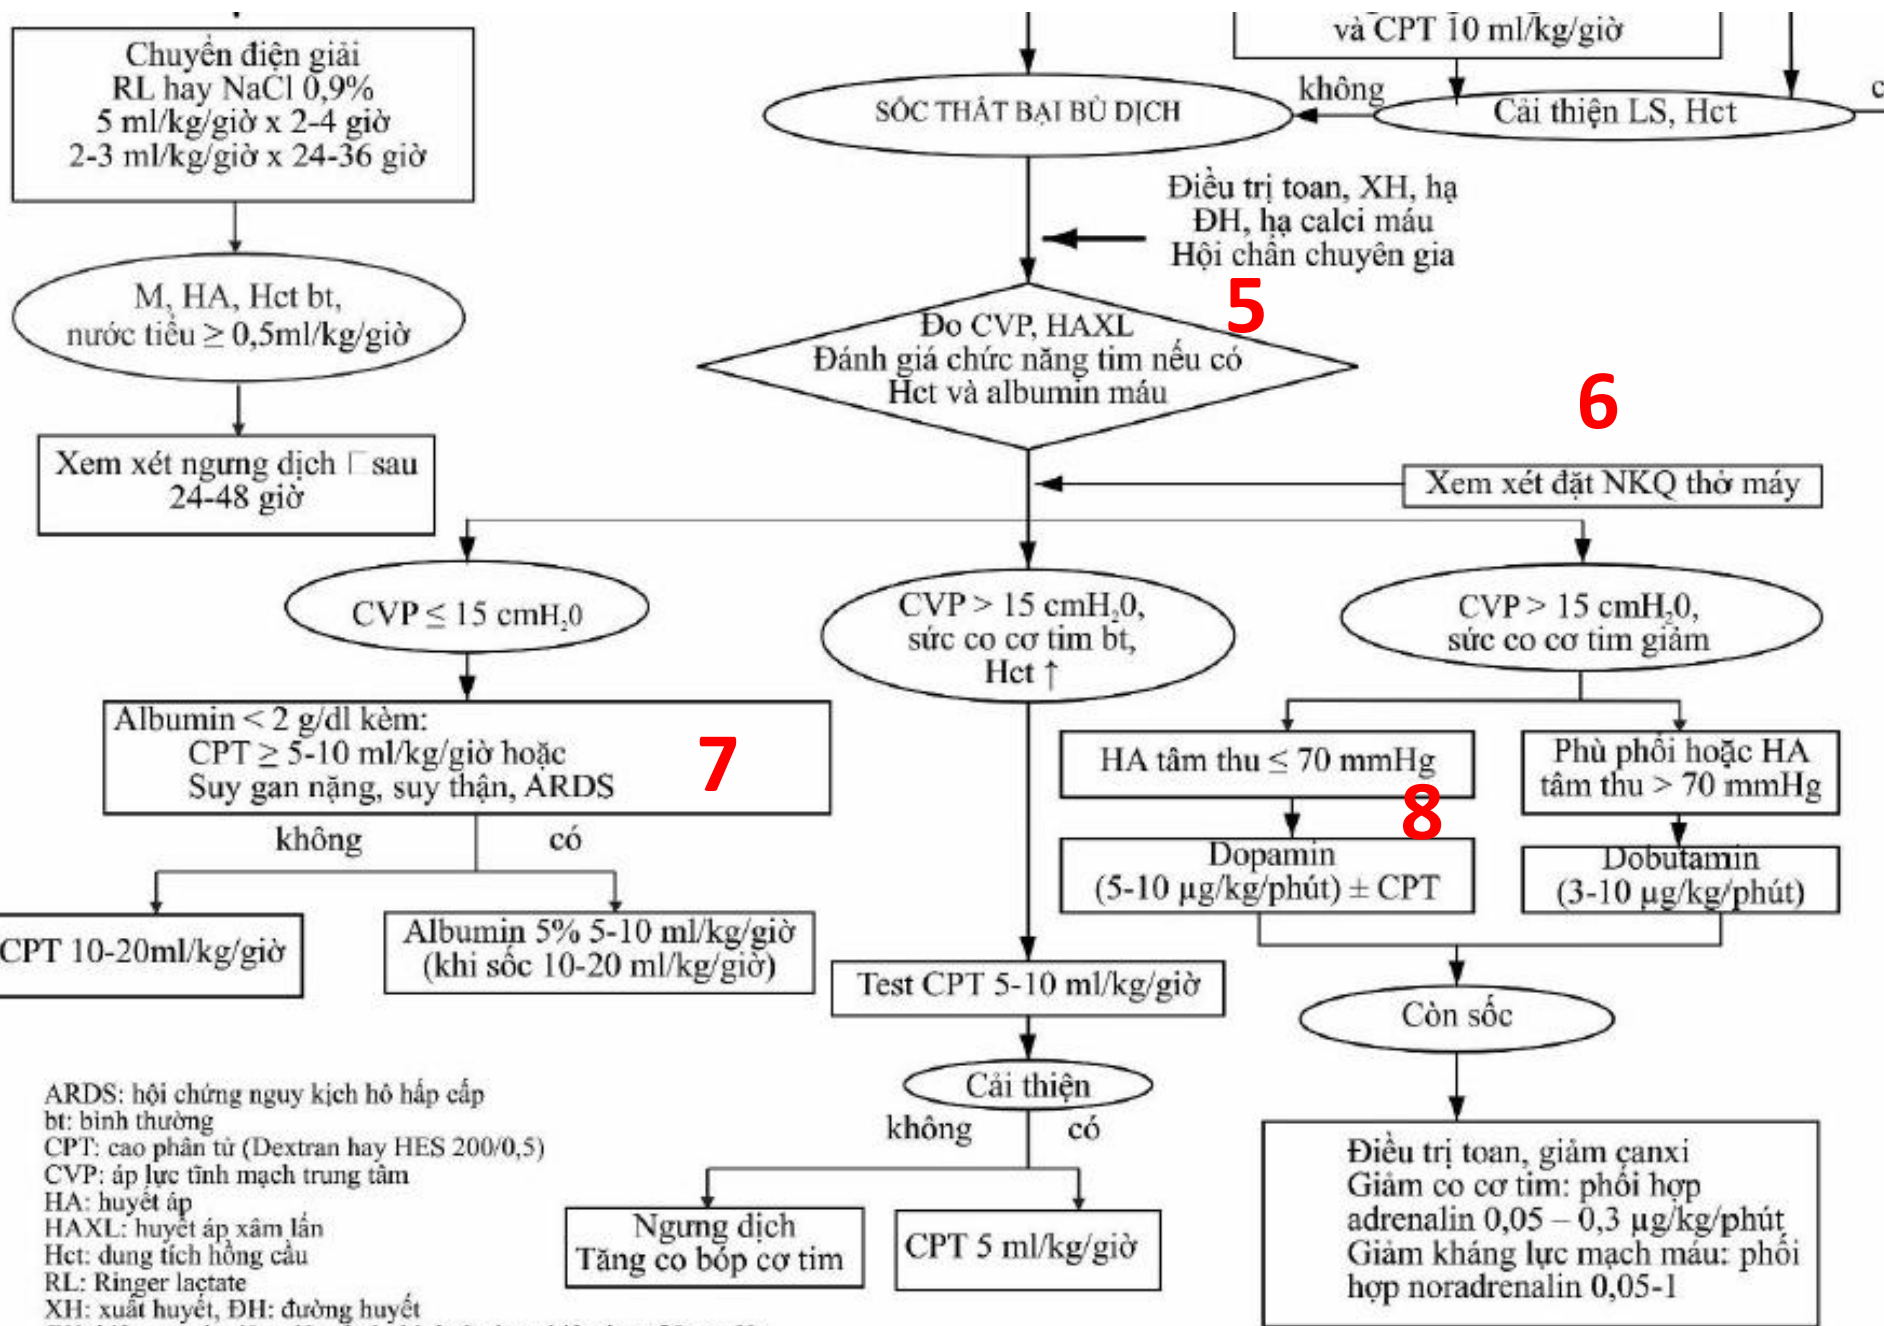 Chuyển điện giải
RL hay NaCl 0,9%
5 ml/kg/giờ x 2-4 giờ
2-3 ml/kg/giờ x 24-36 giờ
M, HA, Hct bt,
nước tiểu ≥ 0,5ml/kg/giờ
Xem xét ngưng dịch sau
24-48 giờ
và CPT 10 ml/kg/giờ
không
Cải thiện LS, Hct
SỐC THẤT BẠI BÙ DỊCH
Điều trị toan, XH, hạ
ĐH, hạ calci máu
Hội chẩn chuyên gia
5
Đo CVP, HAXL
Đánh giá chức năng tim nếu có
Hct và albumin máu
6
Xem xét đặt NKQ thở máy
CVP ≤ 15 cmH₂0
CVP > 15 cmH₂0,
sức co cơ tim bt,
Hct ↑
CVP > 15 cmH₂0,
sức co cơ tim giảm
Albumin < 2 g/dl kèm:
CPT ≥ 5-10 ml/kg/giờ hoặc
Suy gan nặng, suy thận, ARDS
7
không
có
CPT 10-20ml/kg/giờ
Albumin 5% 5-10 ml/kg/giờ
(khi sốc 10-20 ml/kg/giờ)
HA tâm thu ≤ 70 mmHg
8
Phù phổi hoặc HA
tâm thu > 70 mmHg
Dopamin
(5-10 µg/kg/phút) ± CPT
Dobutamin
(3-10 µg/kg/phút)
Test CPT 5-10 ml/kg/giờ
Cải thiện
không
có
Ngưng dịch
Tăng co bóp cơ tim
CPT 5 ml/kg/giờ
Còn sốc
Điều trị toan, giảm canxi
Giảm co cơ tim: phối hợp
adrenalin 0,05 – 0,3 µg/kg/phút
Giảm kháng lực mạch máu: phối
hợp noradrenalin 0,05-1
ARDS: hội chứng nguy kịch hô hấp cấp
bt: bình thường
CPT: cao phân tử (Dextran hay HES 200/0,5)
CVP: áp lực tĩnh mạch trung tâm
HA: huyết áp
HAXL: huyết áp xâm lấn
Hct: dung tích hồng cầu
RL: Ringer lactate
XH: xuất huyết, ĐH: đường huyết